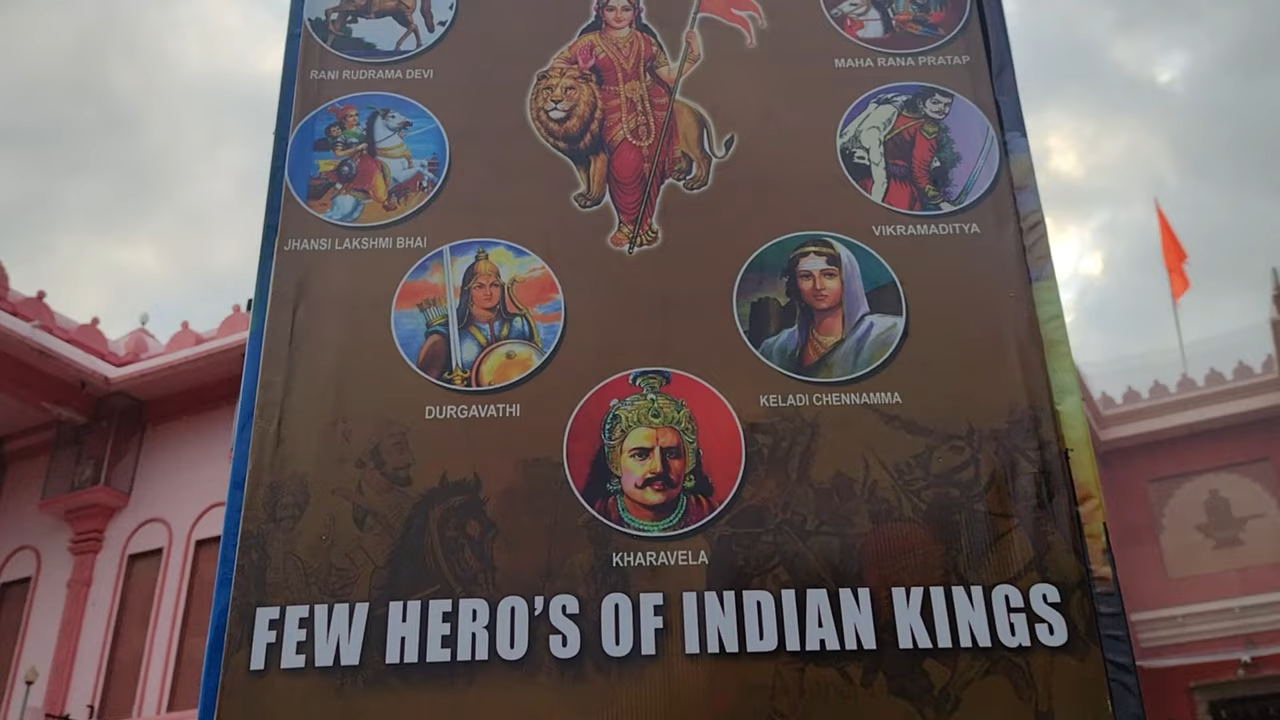 RANI RUDRAMA DEVI
MAHA RANA PRATAP
JHANSI LAKSHMI BHAI
VIKRAMADITYA
DURGAVATHI
KELADI CHENNAMMA
KHARAVELA
FEW HERO'S OF INDIAN KINGS